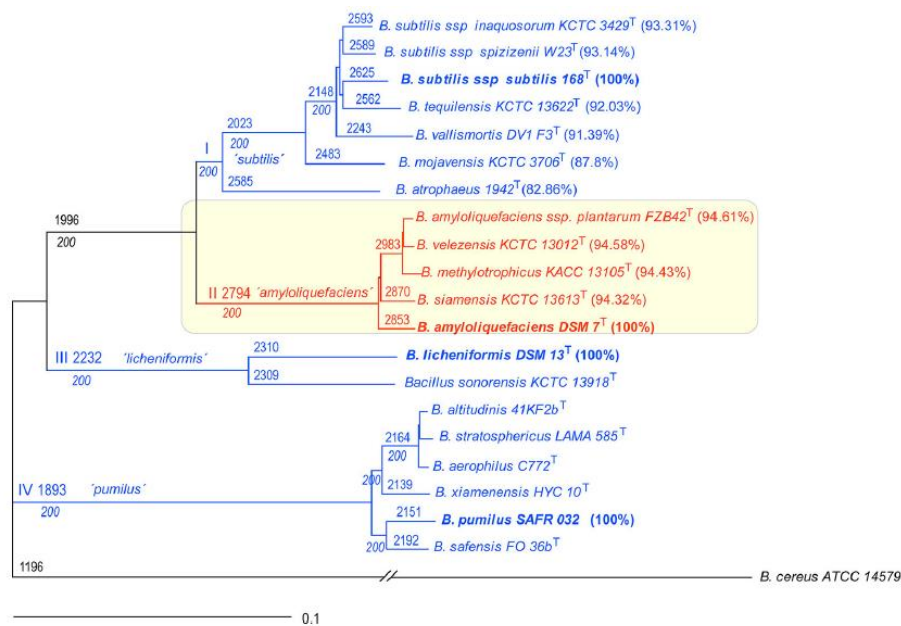 2593
B. subtilis ssp inaquosorum KCTC 3429T (93.31%)
2589
B. subtilis ssp spizizenii W23T (93.14%)
2625
B. subtilis ssp subtilis 168T (100%)
2148
200
2562
B. tequilensis KCTC 13622T (92.03%)
2023
200
2243
B. vallismortis DV1 F3T (91.39%)
I
200
´subtilis´
2483
B. mojavensis KCTC 3706T (87.8%)
2585
B. atrophaeus 1942T (82.86%)
1996
200
B. amyloliquefaciens ssp. plantarum FZB42T (94.61%)
2983
B. velezensis KCTC 13012T (94.58%)
B. methylotrophicus KACC 13105T (94.43%)
II 2794 ´amyloliquefaciens´
200
2870
B. siamensis KCTC 13613T (94.32%)
2853
B. amyloliquefaciens DSM 7T (100%)
2310
B. licheniformis DSM 13T (100%)
III 2232 ´licheniformis´
200
2309
Bacillus sonorensis KCTC 13918T
B. altitudinis 41KF2bT
2164
200
B. stratosphericus LAMA 585T
B. aerophilus C772T
200
2139
B. xiamenensis HYC 10T
IV 1893 ´pumilus´
200
2151
B. pumilus SAFR 032 (100%)
200
2192
B. safensis FO 36bT
1196
B. cereus ATCC 14579
0.1